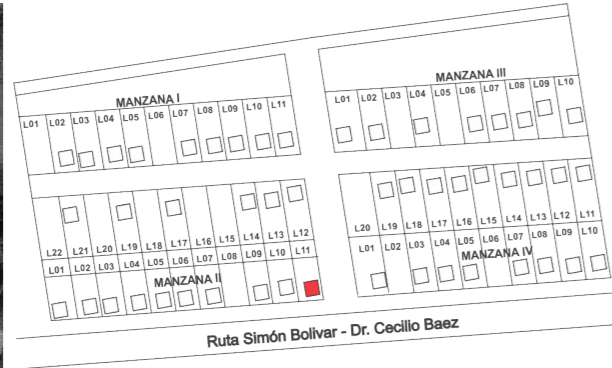 MANZANA I
L01 L02 L03 L04 L05 L06 L07 L08 L09 L10 L11
MANZANA III
L01 L02 L03 L04 L05 L06 L07 L08 L09 L10
L22 L21 L20 L19 L18 L17 L16 L15 L14 L13 L12
L01 L02 L03 L04 L05 L06 L07 L08 L09 L10 L11
MANZANA II
L20 L19 L18 L17 L16 L15 L14 L13 L12 L11
L01 L02 L03 L04 L05 L06 L07 L08 L09 L10
MANZANA IV
Ruta Simón Bolivar - Dr. Cecilio Baez